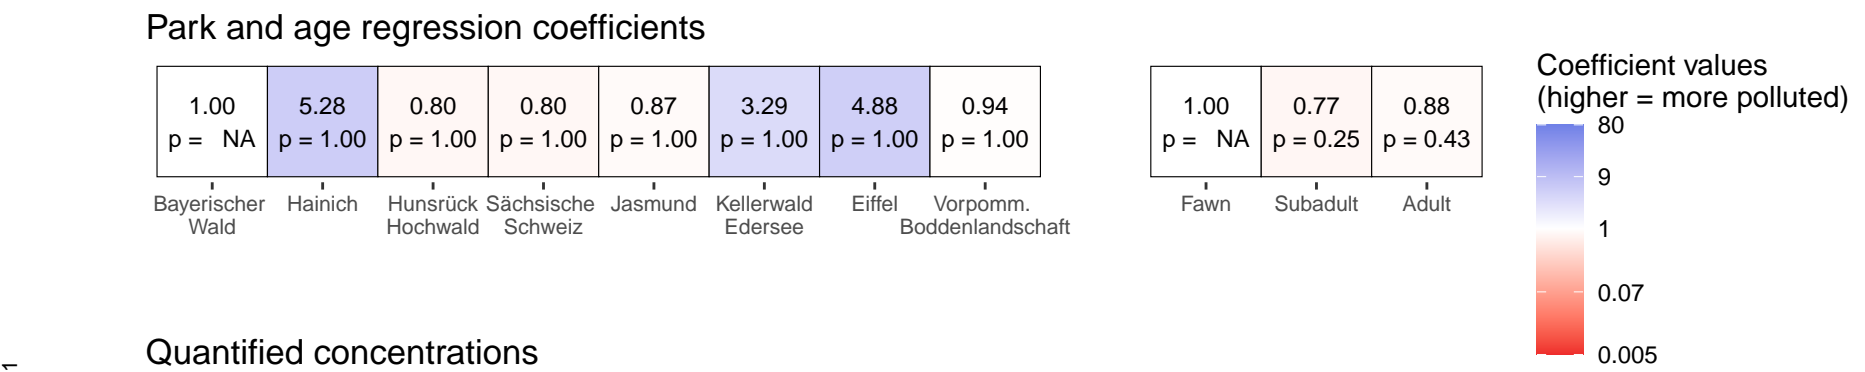 Park and age regression coefficients
1.00 5.28 0.80 0.80 0.87 3.29 4.88 0.94
p = NA p = 1.00 p = 1.00 p = 1.00 p = 1.00 p = 1.00 p = 1.00 p = 1.00
Bayerischer Hainich Hunsrück Sächsische Jasmund Kellerwald Eiffel Vorpomm.
Wald Hochwald Schweiz Edersee Boddenlandschaft
1.00 0.77 0.88
p = NA p = 0.25 p = 0.43
Fawn Subadult Adult
Coefficient values
(higher = more polluted)
80
9
1
0.07
0.005
Quantified concentrations
1